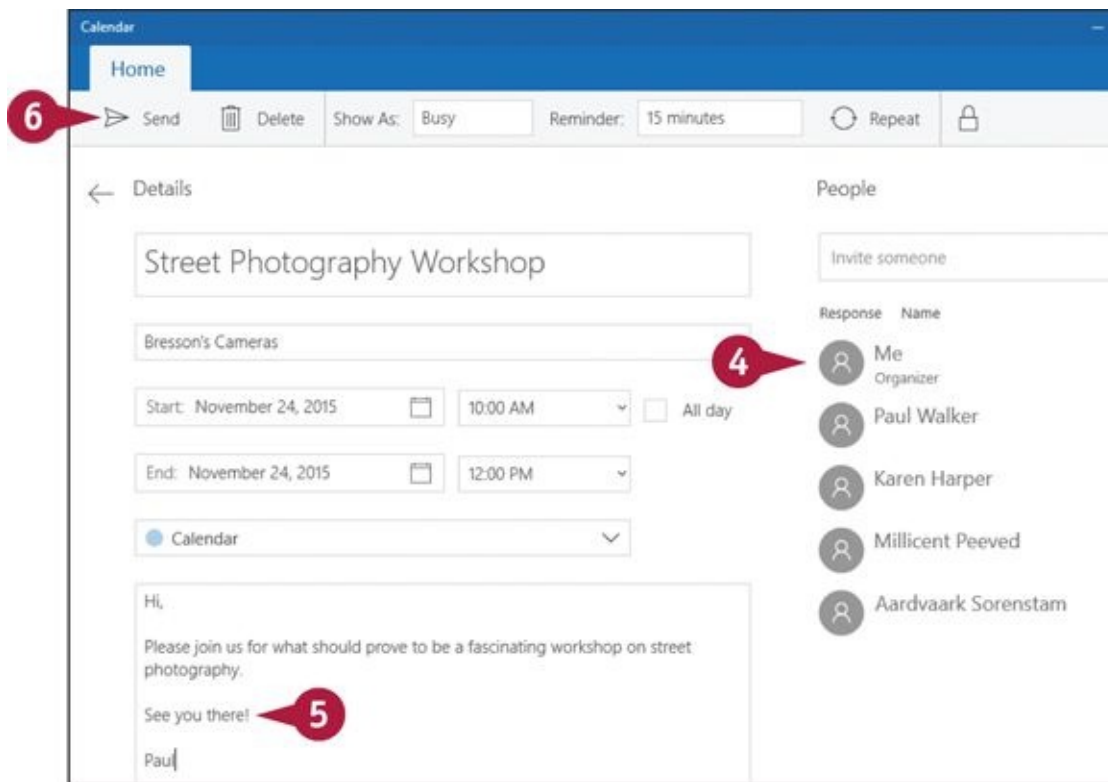 Calendar
Home
6
Send Delete Show As: Busy Reminder: 15 minutes Repeat
Details
People
Street Photography Workshop
Invite someone
Bresson's Cameras
Response Name
4
Me
Organizer
Start: November 24, 2015 10:00 AM All day
Paul Walker
End: November 24, 2015 12:00 PM
Karen Harper
Calendar
Millicent Peeved
Aardvaark Sorenstam
Hi,
Please join us for what should prove to be a fascinating workshop on street
photography.
See you there!
5
Paul